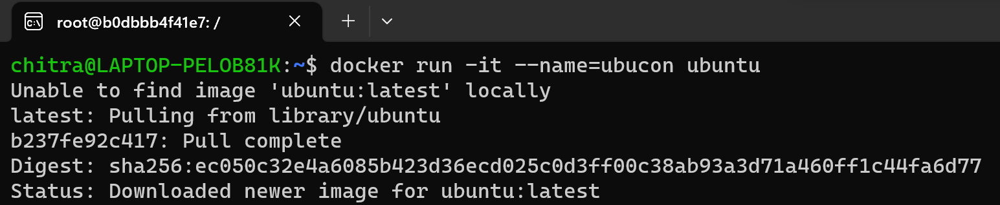 root@b0dbbb4f41e7: /
chitra@LAPTOP-PELOB81K:~$ docker run -it --name=ubucon ubuntu
Unable to find image 'ubuntu:latest' locally
latest: Pulling from library/ubuntu
b237fe92c417: Pull complete
Digest: sha256:ec050c32e4a6085b423d36ecd025c0d3ff00c38ab93a3d71a460ff1c44fa6d77
Status: Downloaded newer image for ubuntu:latest